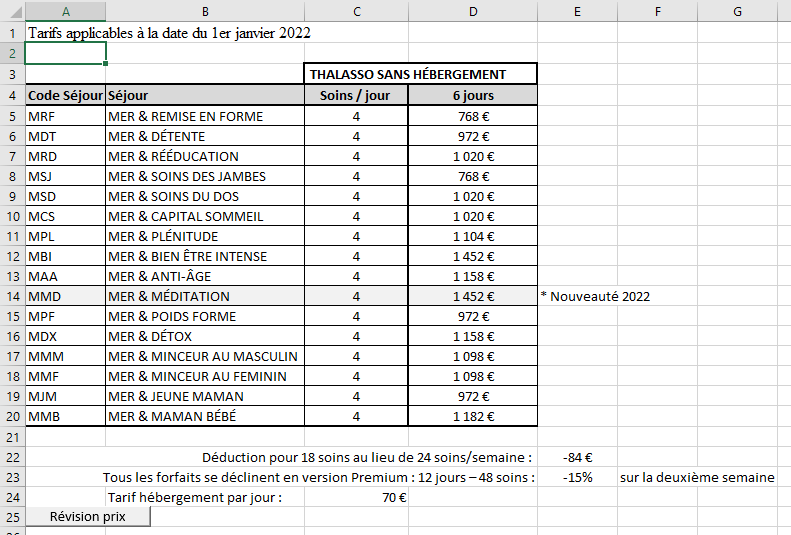 A B C D E F G
1 Tarifs applicables à la date du 1er janvier 2022
2
3 THALASSO SANS HÉBERGEMENT
4 Code Séjour Séjour Soins / jour 6 jours
5 MRF MER & REMISE EN FORME 4 768 €
6 MDT MER & DÉTENTE 4 972 €
7 MRD MER & RÉÉDUCATION 4 1 020 €
8 MSJ MER & SOINS DES JAMBES 4 768 €
9 MSD MER & SOINS DU DOS 4 1 020 €
10 MCS MER & CAPITAL SOMMEIL 4 1 020 €
11 MPL MER & PLÉNITUDE 4 1 104 €
12 MBI MER & BIEN ÊTRE INTENSE 4 1 452 €
13 MAA MER & ANTI-ÂGE 4 1 158 €
14 MMD MER & MÉDITATION 4 1 452 € * Nouveauté 2022
15 MPF MER & POIDS FORME 4 972 €
16 MDX MER & DÉTOX 4 1 158 €
17 MMM MER & MINCEUR AU MASCULIN 4 1 098 €
18 MMF MER & MINCEUR AU FEMININ 4 1 098 €
19 MJM MER & JEUNE MAMAN 4 972 €
20 MMB MER & MAMAN BÉBÉ 4 1 182 €
21
22 Déduction pour 18 soins au lieu de 24 soins/semaine : -84 €
23 Tous les forfaits se déclinent en version Premium : 12 jours – 48 soins : -15% sur la deuxième semaine
24 Tarif hébergement par jour : 70 €
25 Révision prix